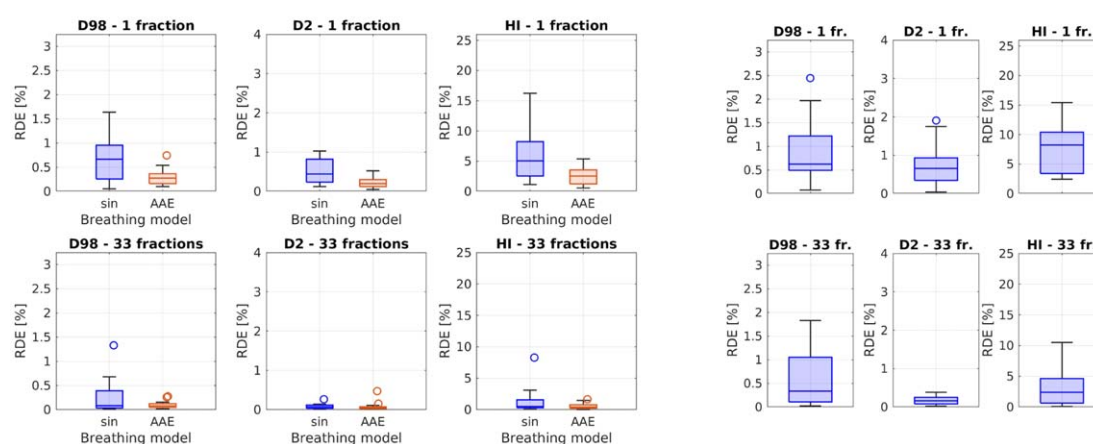 D98 - 1 fraction
RDE [%]
3
2.5
2
1.5
1
0.5
0
sin AAE
Breathing model
D2 - 1 fraction
RDE [%]
4
2
0
sin AAE
Breathing model
HI - 1 fraction
RDE [%]
25
20
15
10
5
0
sin AAE
Breathing model
D98 - 1 fr.
RDE [%]
3
2.5
2
1.5
1
0.5
0
D2 - 1 fr.
RDE [%]
4
3
2
1
0
HI - 1 fr.
RDE [%]
25
20
15
10
5
0
D98 - 33 fractions
RDE [%]
3
2.5
2
1.5
1
0.5
0
sin AAE
Breathing model
D2 - 33 fractions
RDE [%]
4
2
0
sin AAE
Breathing model
HI - 33 fractions
RDE [%]
25
20
15
10
5
0
sin AAE
Breathing model
D98 - 33 fr.
RDE [%]
3
2.5
2
1.5
1
0.5
0
D2 - 33 fr.
RDE [%]
4
3
2
1
0
HI - 33 fr
RDE [%]
25
20
15
10
5
0